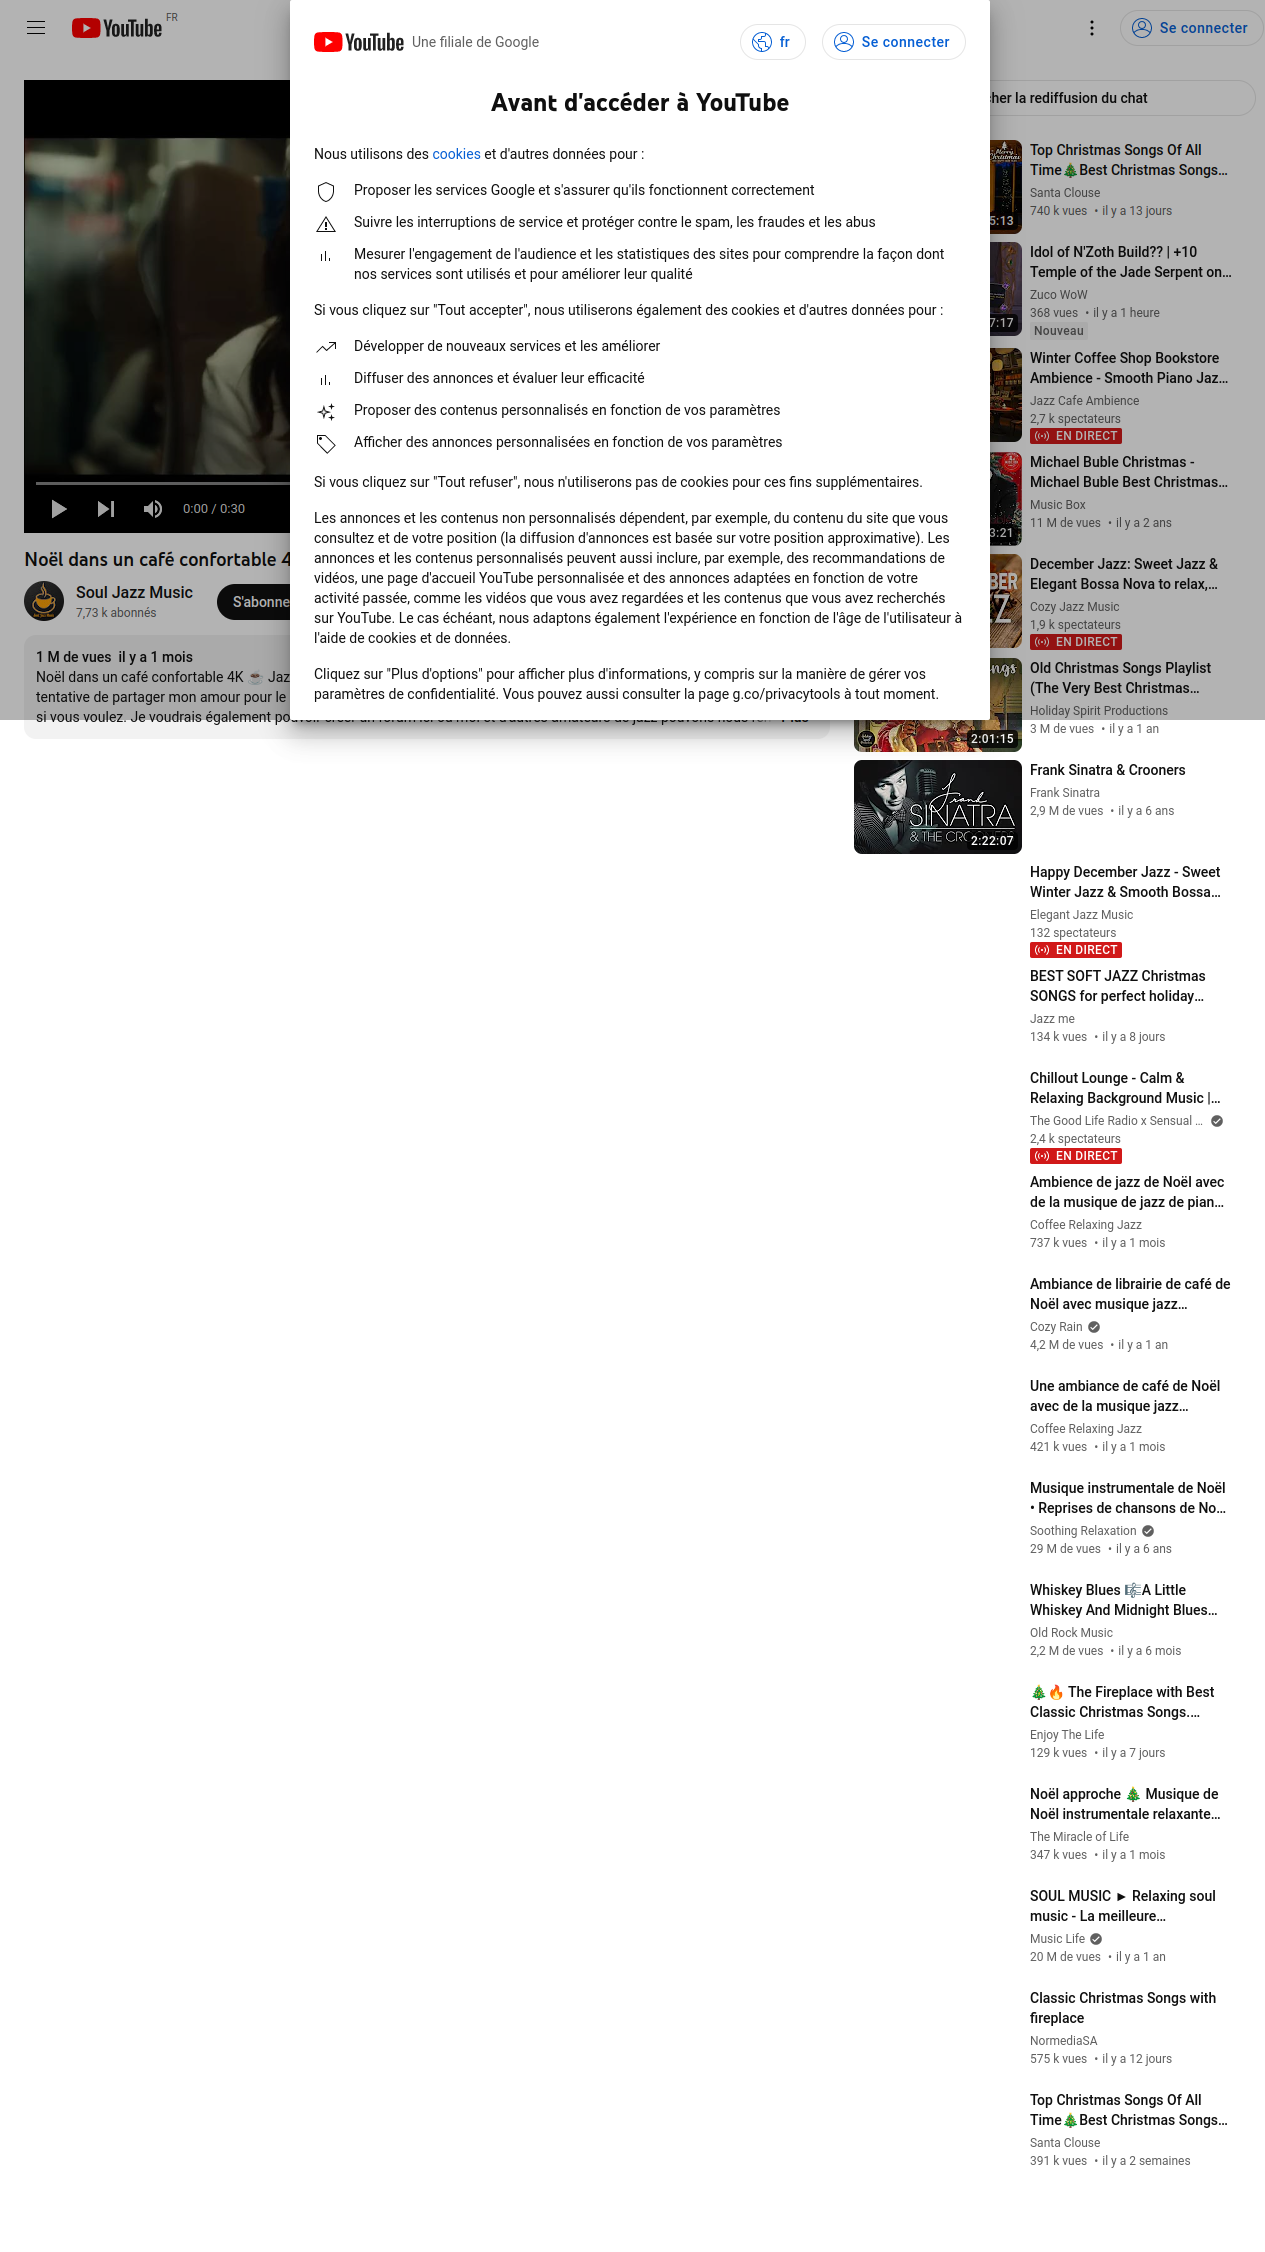 YouTube FR
Se connecter
YouTube Une filiale de Google
fr
Se connecter
Avant d'accéder à YouTube
Nous utilisons des cookies et d'autres données pour :
Proposer les services Google et s'assurer qu'ils fonctionnent correctement
Suivre les interruptions de service et protéger contre le spam, les fraudes et les abus
Mesurer l'engagement de l'audience et les statistiques des sites pour comprendre la façon dont
nos services sont utilisés et pour améliorer leur qualité
Si vous cliquez sur "Tout accepter", nous utiliserons également des cookies et d'autres données pour :
Développer de nouveaux services et les améliorer
Diffuser des annonces et évaluer leur efficacité
Proposer des contenus personnalisés en fonction de vos paramètres
Afficher des annonces personnalisées en fonction de vos paramètres
Si vous cliquez sur "Tout refuser", nous n'utiliserons pas de cookies pour ces fins supplémentaires.
Les annonces et les contenus non personnalisés dépendent, par exemple, du contenu du site que vous
consultez et de votre position (la diffusion d'annonces est basée sur votre position approximative). Les
annonces et les contenus personnalisés peuvent aussi inclure, par exemple, des recommandations de
vidéos, une page d'accueil YouTube personnalisée et des annonces adaptées en fonction de votre
activité passée, comme les vidéos que vous avez regardées et les contenus que vous avez recherchés
sur YouTube. Le cas échéant, nous adaptons également l'expérience en fonction de l'âge de l'utilisateur à
l'aide de cookies et de données.
Cliquez sur "Plus d'options" pour afficher plus d'informations, y compris sur la manière de gérer vos
paramètres de confidentialité. Vous pouvez aussi consulter la page g.co/privacytools à tout moment.
0:00 / 0:30
Noël dans un café confortable 4
Soul Jazz Music
7,73 k abonnés
S'abonne
1 M de vues il y a 1 mois
Noël dans un café confortable 4K ☕ Jaz
tentative de partager mon amour pour le
si vous voulez. Je voudrais également
cher la rediffusion du chat
5:13
Top Christmas Songs Of All
Time🎄Best Christmas Songs…
Santa Clouse
740 k vues • il y a 13 jours
7:17
Idol of N'Zoth Build?? | +10
Temple of the Jade Serpent on…
Zuco WoW
368 vues • il y a 1 heure
Nouveau
Winter Coffee Shop Bookstore
Ambience - Smooth Piano Jaz…
Jazz Cafe Ambience
2,7 k spectateurs
EN DIRECT
3:21
Michael Buble Christmas -
Michael Buble Best Christmas…
Music Box
11 M de vues • il y a 2 ans
December Jazz: Sweet Jazz &
Elegant Bossa Nova to relax,…
Cozy Jazz Music
1,9 k spectateurs
EN DIRECT
2:01:15
Old Christmas Songs Playlist
(The Very Best Christmas…
Holiday Spirit Productions
3 M de vues • il y a 1 an
Frank
SINATRA
2:22:07
Frank Sinatra & Crooners
Frank Sinatra
2,9 M de vues • il y a 6 ans
Happy December Jazz - Sweet
Winter Jazz & Smooth Bossa…
Elegant Jazz Music
132 spectateurs
EN DIRECT
BEST SOFT JAZZ Christmas
SONGS for perfect holiday…
Jazz me
134 k vues • il y a 8 jours
Chillout Lounge - Calm &
Relaxing Background Music |…
The Good Life Radio x Sensual …
2,4 k spectateurs
EN DIRECT
Ambience de jazz de Noël avec
de la musique de jazz de pian…
Coffee Relaxing Jazz
737 k vues • il y a 1 mois
Ambiance de librairie de café de
Noël avec musique jazz…
Cozy Rain
4,2 M de vues • il y a 1 an
Une ambiance de café de Noël
avec de la musique jazz…
Coffee Relaxing Jazz
421 k vues • il y a 1 mois
Musique instrumentale de Noël
• Reprises de chansons de No…
Soothing Relaxation
29 M de vues • il y a 6 ans
Whiskey Blues 🎼A Little
Whiskey And Midnight Blues…
Old Rock Music
2,2 M de vues • il y a 6 mois
🎄🔥 The Fireplace with Best
Classic Christmas Songs.…
Enjoy The Life
129 k vues • il y a 7 jours
Noël approche 🎄 Musique de
Noël instrumentale relaxante…
The Miracle of Life
347 k vues • il y a 1 mois
SOUL MUSIC ► Relaxing soul
music - La meilleure…
Music Life
20 M de vues • il y a 1 an
Classic Christmas Songs with
fireplace
NormediaSA
575 k vues • il y a 12 jours
Top Christmas Songs Of All
Time🎄Best Christmas Songs…
Santa Clouse
391 k vues • il y a 2 semaines